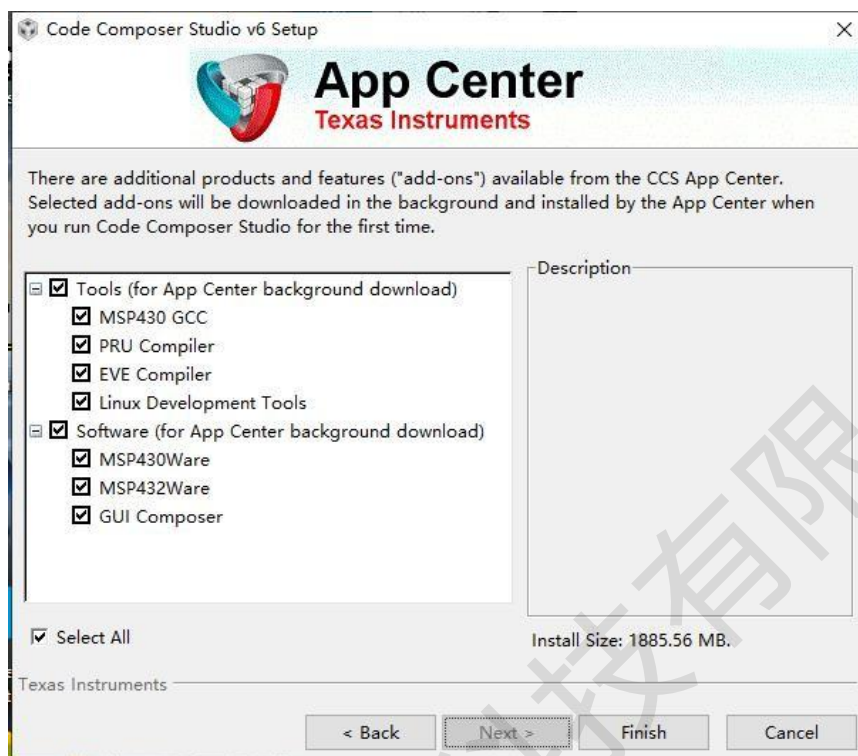 Code Composer Studio v6 Setup
App Center
Texas Instruments
There are additional products and features ("add-ons") available from the CCS App Center.
Selected add-ons will be downloaded in the background and installed by the App Center when
you run Code Composer Studio for the first time.
Description
Tools (for App Center background download)
MSP430 GCC
PRU Compiler
EVE Compiler
Linux Development Tools
Software (for App Center background download)
MSP430Ware
MSP432Ware
GUI Composer
Select All
Install Size: 1885.56 MB.
Texas Instruments
< Back
Next >
Finish
Cancel
技有限